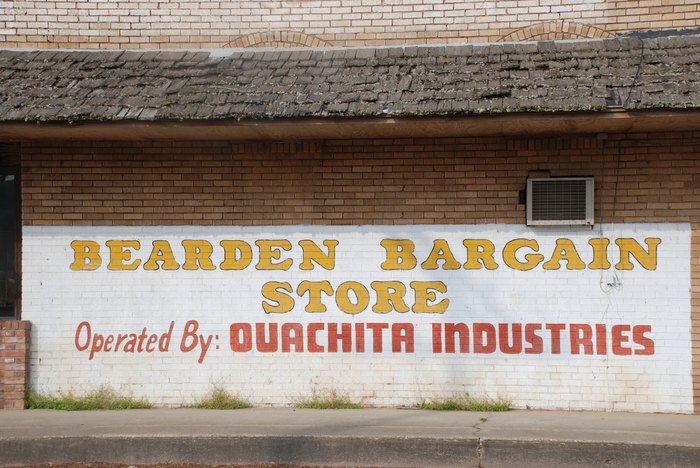 BEARDEN BARGAIN
STORE
Operated By: OUACHITA INDUSTRIES